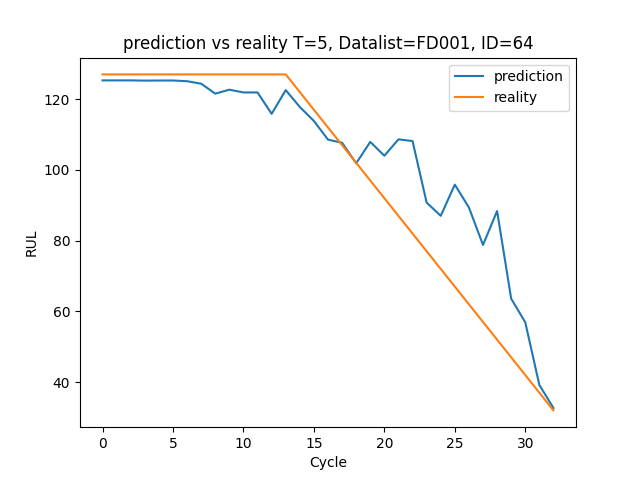 prediction vs reality T=5, Datalist=FD001, ID=64
prediction
reality
RUL
120
100
80
60
40
0 5 10 15 20 25 30
Cycle